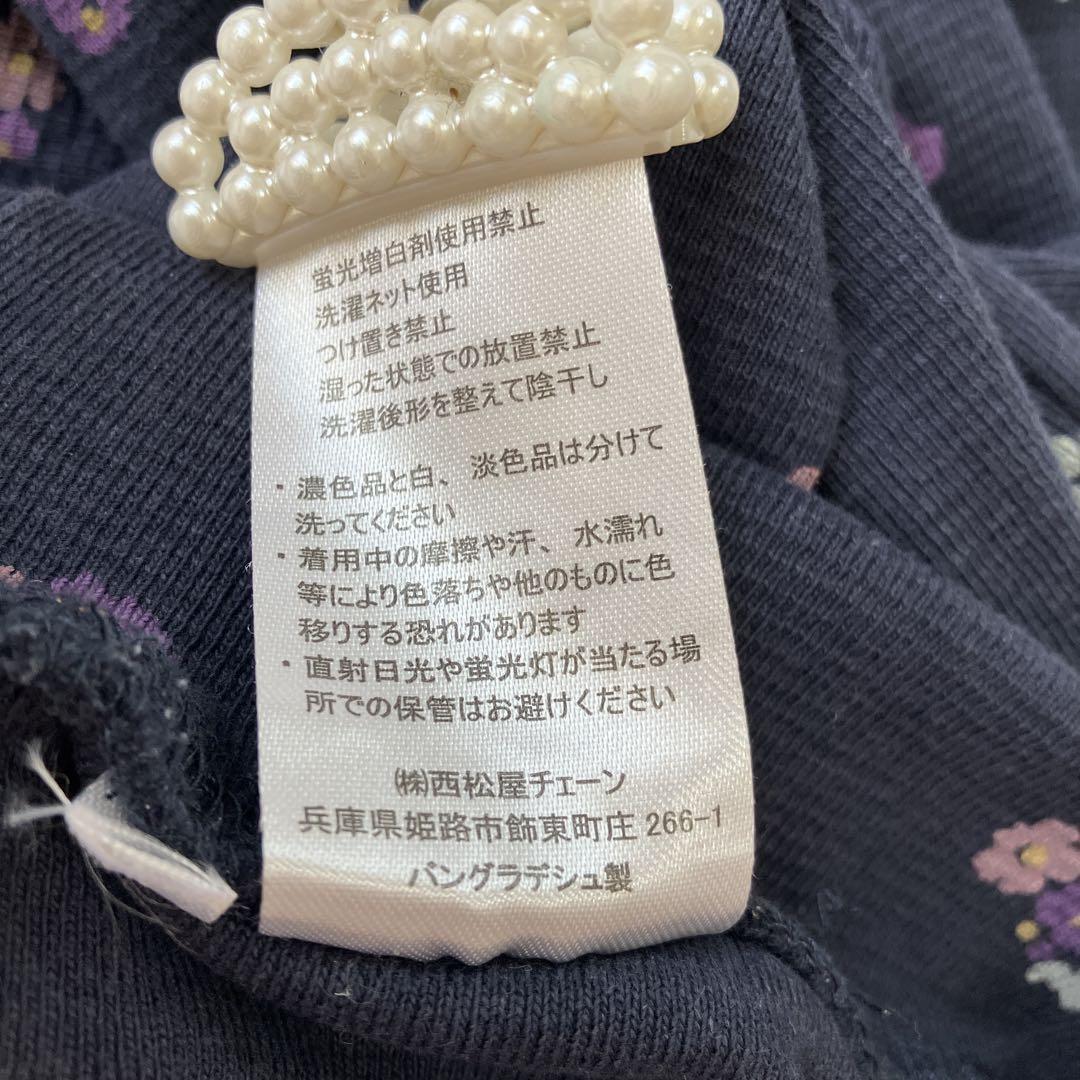 蛍光増白剤使用禁止
洗濯ネット使用
つけ置き禁止
湿った状態での放置禁止
洗濯後形を整えて陰干し
・濃色品と白、淡色品は分けて
洗ってください
・着用中の摩擦や汗、水濡れ
等により色落ちや他のものに色
移りする恐れがあります
・直射日光や蛍光灯が当たる場
所での保管はお避けください
㈱西松屋チェーン
兵庫県姫路市飾東町庄266-1
バングラデシュ製